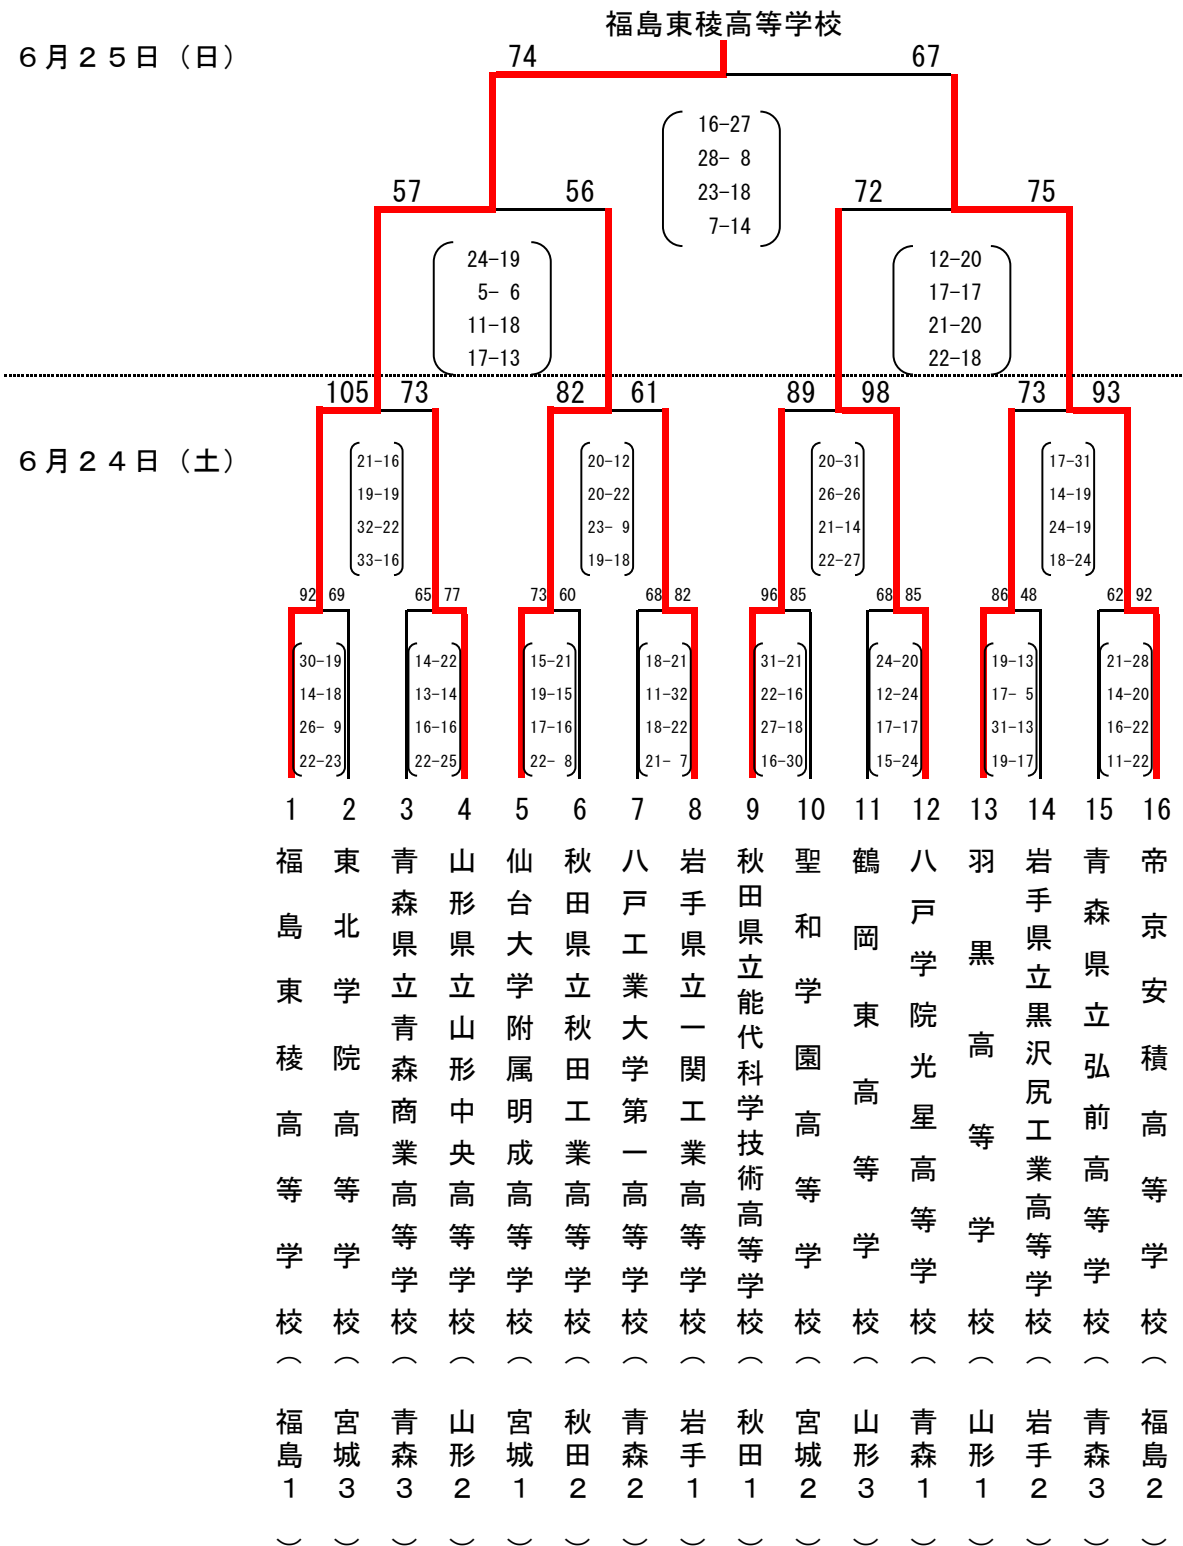 福島東稜高等学校
６月２５日（日）
74 67
16-27
28- 8
23-18
7-14
57 56 72 75
24-19 12-20
5- 6 17-17
11-18 21-20
17-13 22-18
105 73 82 61 89 98 73 93
６月２４日（土）
21-16 20-12 20-31 17-31
19-19 20-22 26-26 14-19
32-22 23- 9 21-14 24-19
33-16 19-18 22-27 18-24
92 69 65 77 73 60 68 82 96 85 68 85 86 48 62 92
30-19 14-22 15-21 18-21 31-21 24-20 19-13 21-28
14-18 13-14 19-15 11-32 22-16 12-24 17- 5 14-20
26- 9 16-16 17-16 18-22 27-18 17-17 31-13 16-22
22-23 22-25 22- 8 21- 7 16-30 15-24 19-17 11-22
1 2 3 4 5 6 7 8 9 10 11 12 13 14 15 16
福島東稜高等学校（福島１）
東北学院高等学校（宮城３）
青森県立青森商業高等学校（青森３）
山形県立山形中央高等学校（山形２）
仙台大学附属明成高等学校（宮城１）
秋田県立秋田工業高等学校（秋田２）
八戸工業大学第一高等学校（青森２）
岩手県立一関工業高等学校（岩手１）
秋田県立能代科学技術高等学校（秋田１）
聖和学園高等学校（宮城２）
鶴岡東高等学校（山形３）
八戸学院光星高等学校（青森１）
羽黒高等学校（山形１）
岩手県立黒沢尻工業高等学校（岩手２）
青森県立弘前高等学校（青森３）
帝京安積高等学校（福島２）